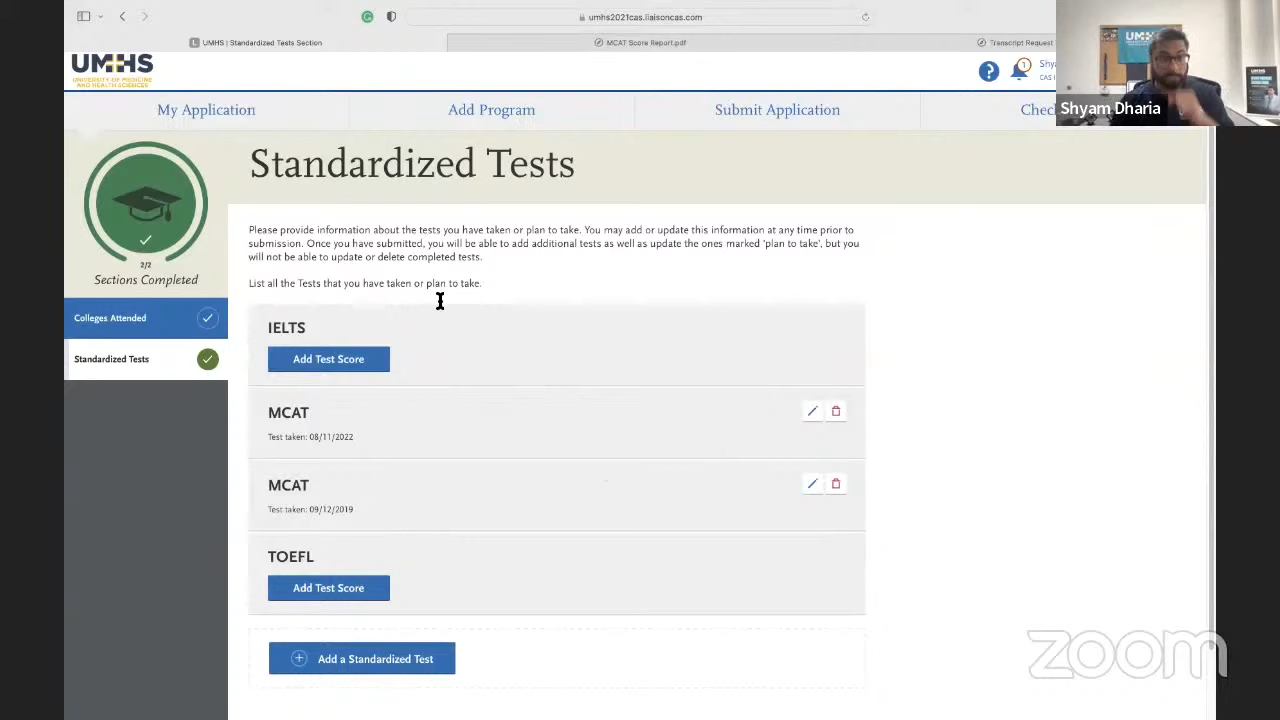 umhs2021cas.liaisoncas.com
UMHS | Standardized Tests Section
MCAT Score Report.pdf
Transcript Request
UMHS
UNIVERSITY OF MEDICINE
AND HEALTH SCIENCES
?
1
Shy
CAS I
My Application
Add Program
Submit Application
Chec
UMHS
Shyam Dharia
Standardized Tests
2/2
Sections Completed
Colleges Attended
Standardized Tests
Please provide information about the tests you have taken or plan to take. You may add or update this information at any time prior to
submission. Once you have submitted, you will be able to add additional tests as well as update the ones marked 'plan to take', but you
will not be able to update or delete completed tests.
List all the Tests that you have taken or plan to take.
IELTS
Add Test Score
MCAT
Test taken: 08/11/2022
MCAT
Test taken: 09/12/2019
TOEFL
Add Test Score
Add a Standardized Test
zoom